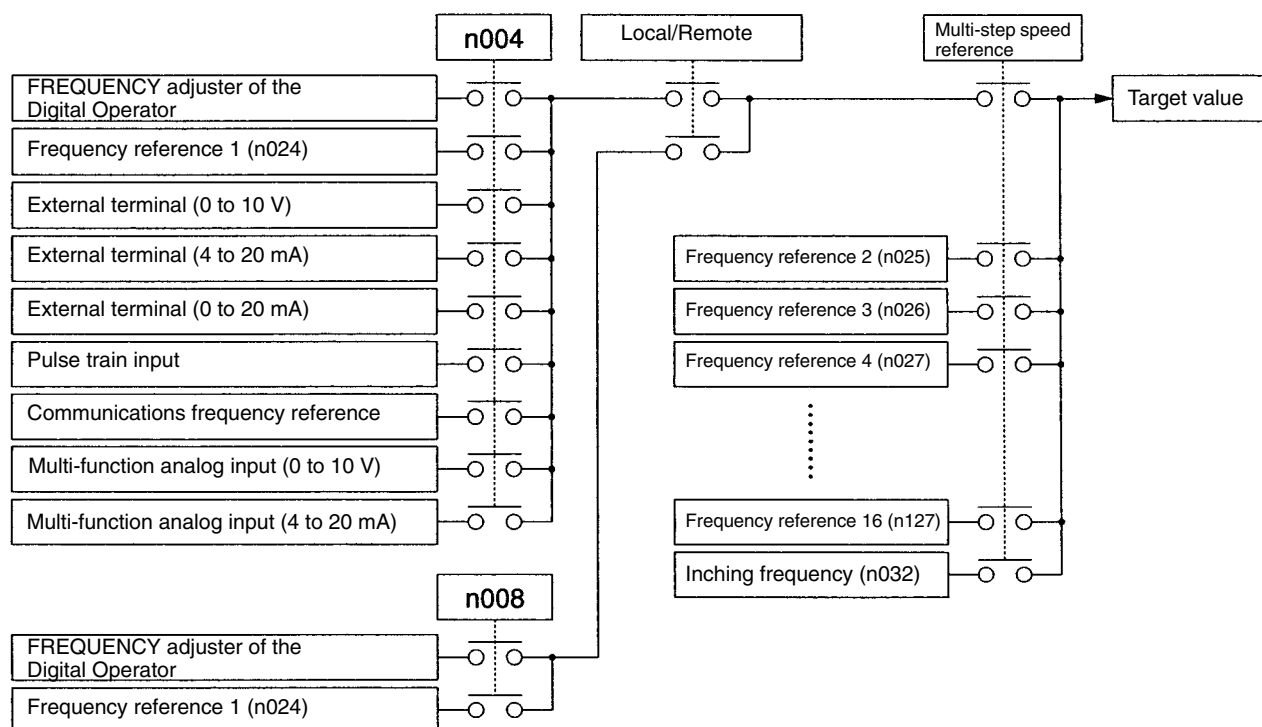 n004
Local/Remote
Multi-step speed
reference
FREQUENCY adjuster of the
Digital Operator
Target value
Frequency reference 1 (n024)
External terminal (0 to 10 V)
External terminal (4 to 20 mA)
Frequency reference 2 (n025)
External terminal (0 to 20 mA)
Frequency reference 3 (n026)
Pulse train input
Frequency reference 4 (n027)
Communications frequency reference
Multi-function analog input (0 to 10 V)
Multi-function analog input (4 to 20 mA)
Frequency reference 16 (n127)
Inching frequency (n032)
n008
FREQUENCY adjuster of the
Digital Operator
Frequency reference 1 (n024)